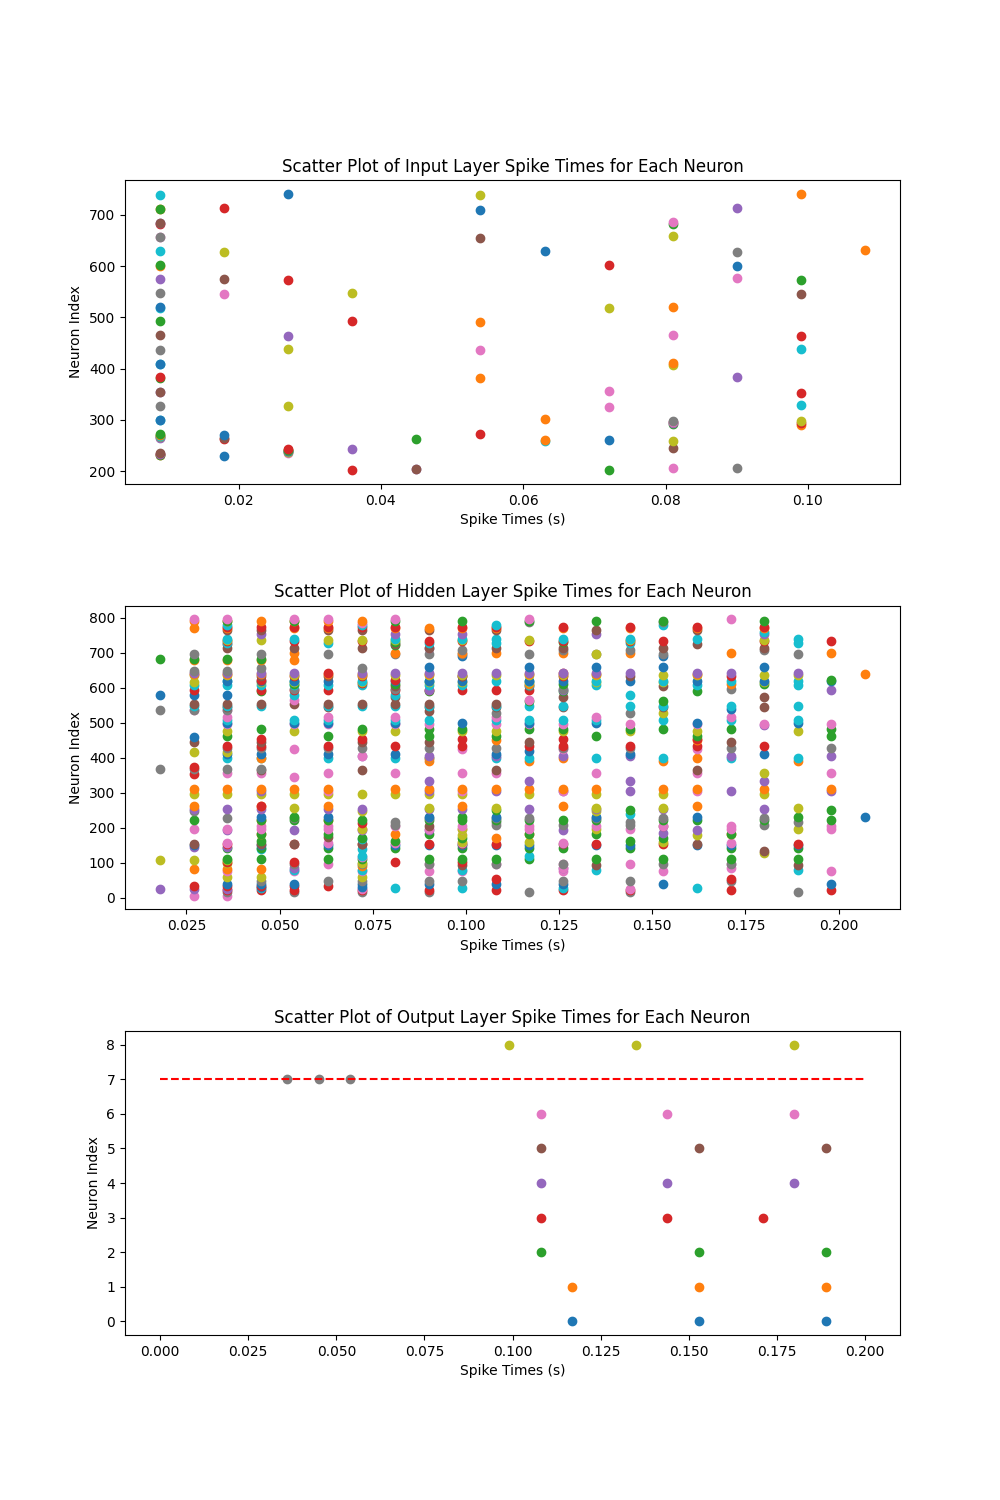 Scatter Plot of Input Layer Spike Times for Each Neuron
700
600
500
400
300
200
Neuron Index
0.02 0.04 0.06 0.08 0.10
Spike Times (s)
Scatter Plot of Hidden Layer Spike Times for Each Neuron
800
700
600
500
400
300
200
100
0
Neuron Index
0.025 0.050 0.075 0.100 0.125 0.150 0.175 0.200
Spike Times (s)
Scatter Plot of Output Layer Spike Times for Each Neuron
8
7
6
5
4
3
2
1
0
Neuron Index
0.000 0.025 0.050 0.075 0.100 0.125 0.150 0.175 0.200
Spike Times (s)